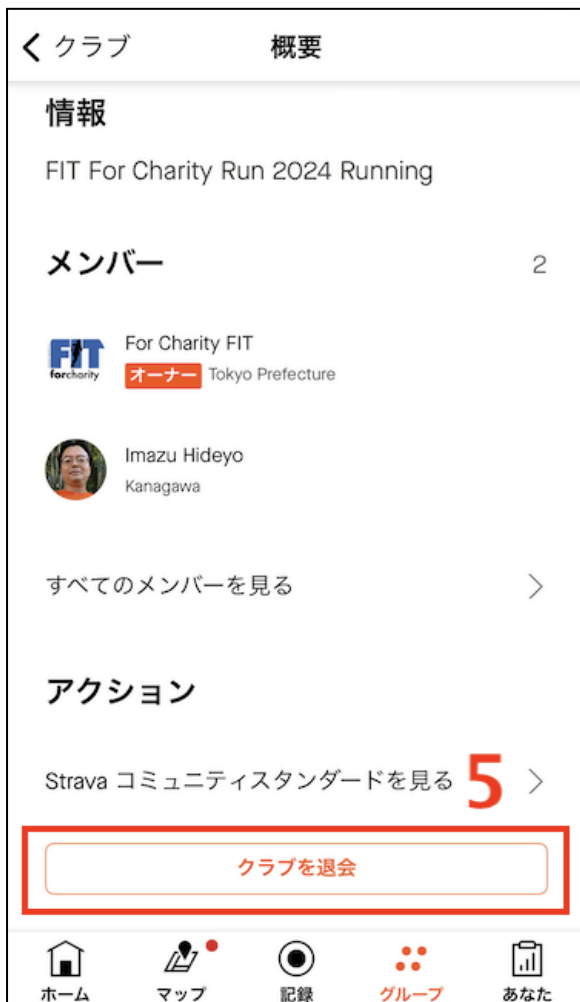 クラブ 概要
情報
FIT For Charity Run 2024 Running
メンバー 2
FIT
forcharity
For Charity FIT
オーナー Tokyo Prefecture
Imazu Hideyo
Kanagawa
すべてのメンバーを見る
アクション
Strava コミュニティスタンダードを見る 5
クラブを退会
ホーム マップ 記録 グループ あなた